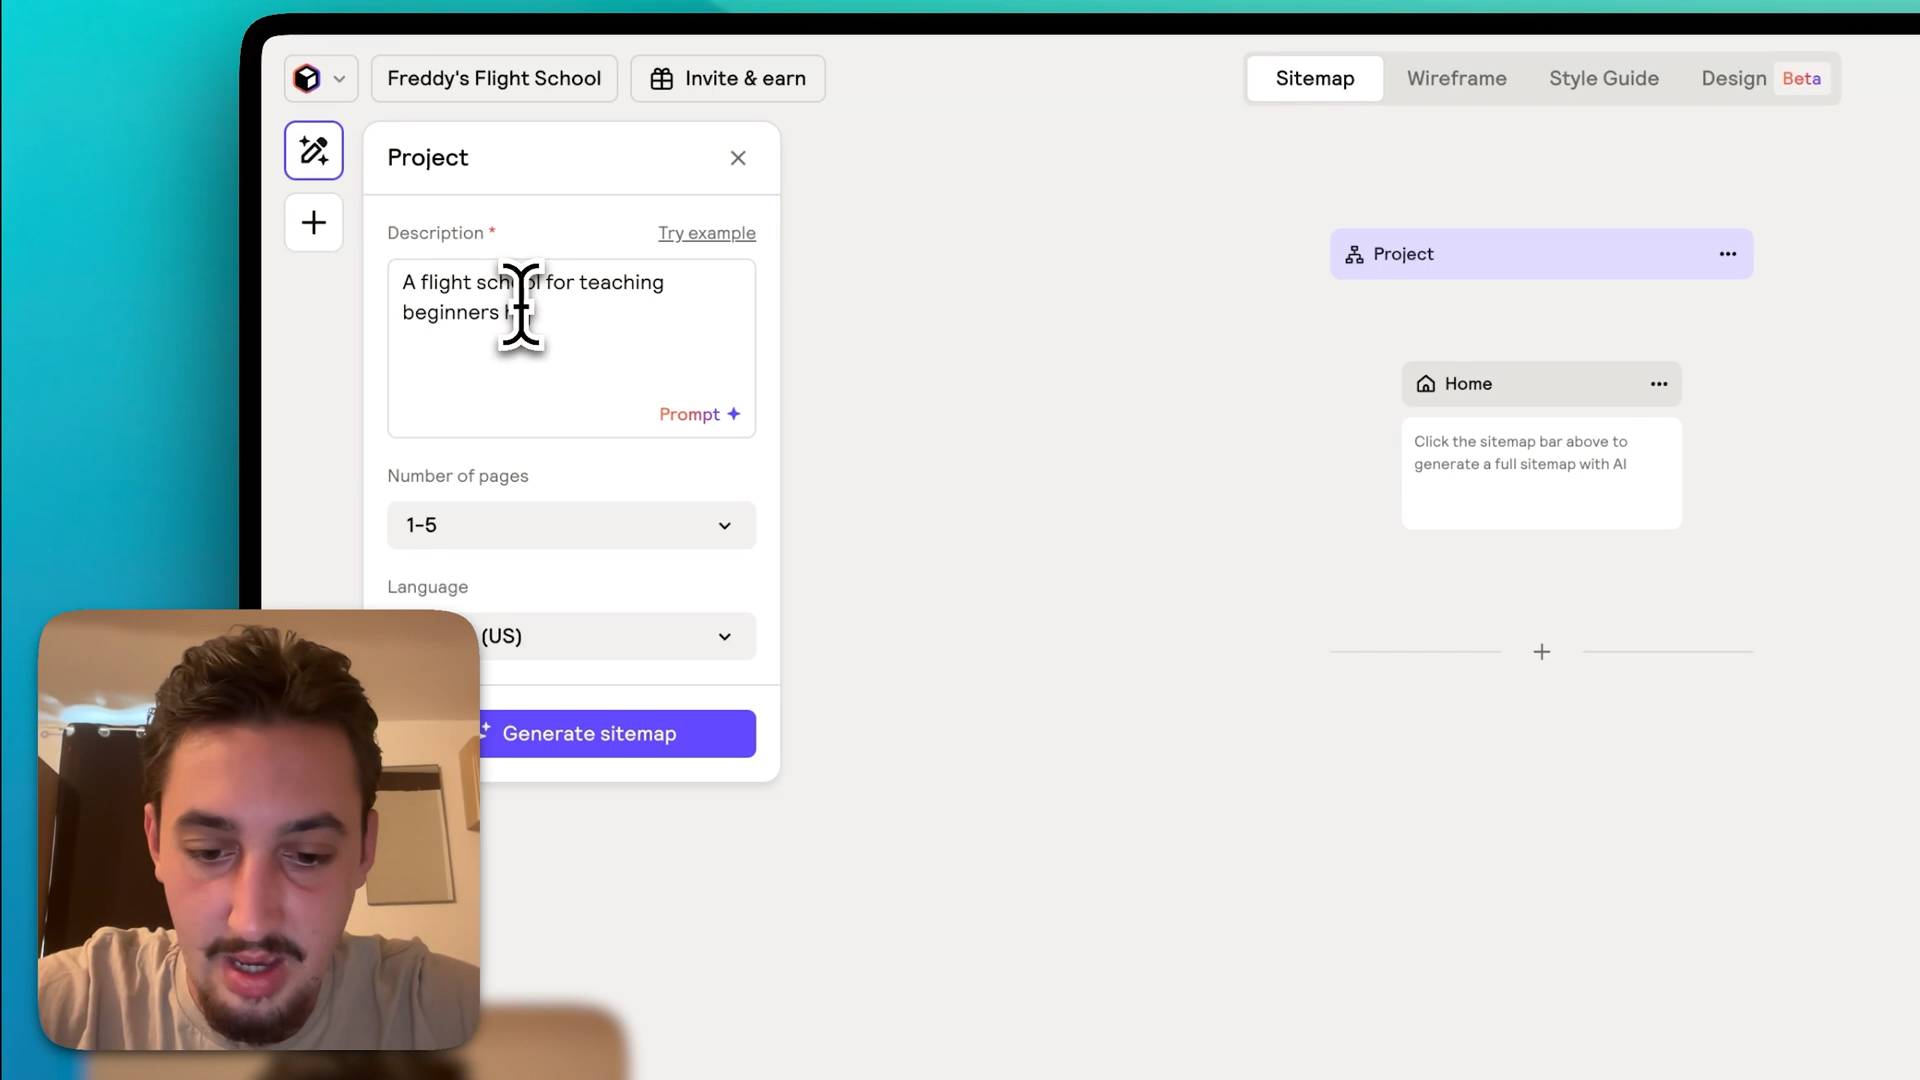 Freddy's Flight School
Invite & earn
Sitemap
Wireframe
Style Guide
Design
Beta
Project
Description *
Try example
A flight school for teaching
beginners
Prompt
Number of pages
1-5
Language
(US)
Generate sitemap
Project
Home
Click the sitemap bar above to
generate a full sitemap with AI